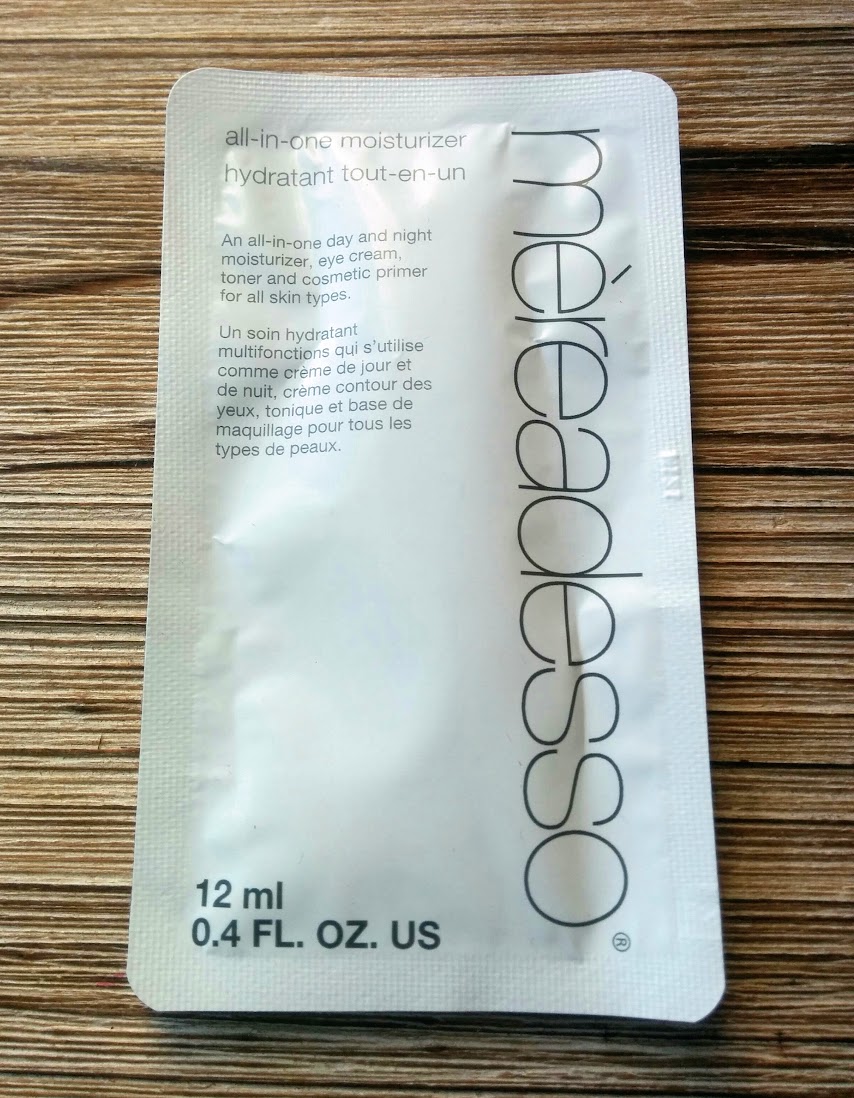 all-in-one moisturizer
hydratant tout-en-un
An all-in-one day and night
moisturizer, eye cream,
toner and cosmetic primer
for all skin types.
Un soin hydratant
multifonctions qui s'utilise
comme crème de jour et
de nuit, crème contour des
yeux, tonique et base de
maquillage pour tous les
types de peaux.
mèreadesso®
12 ml
0.4 FL. OZ. US